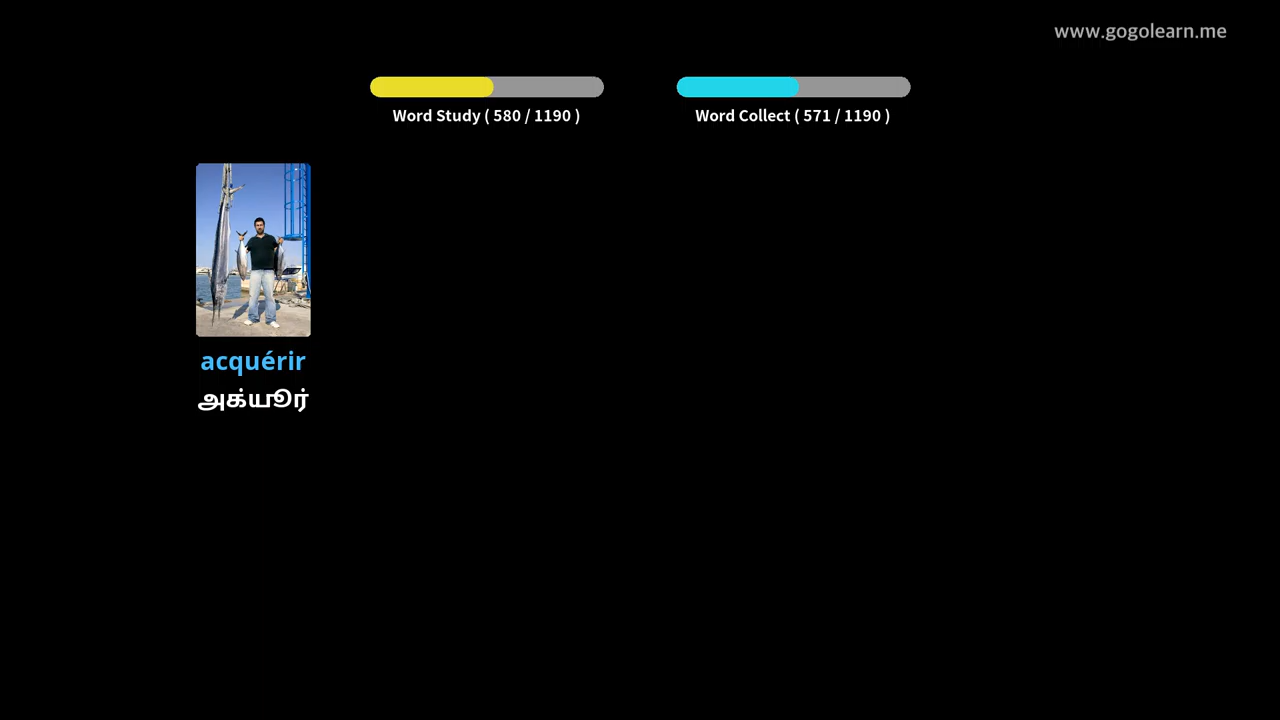 www.gogolearn.me
Word Study ( 580 / 1190 )
Word Collect ( 571 / 1190 )
acquérir
அக்யூர்